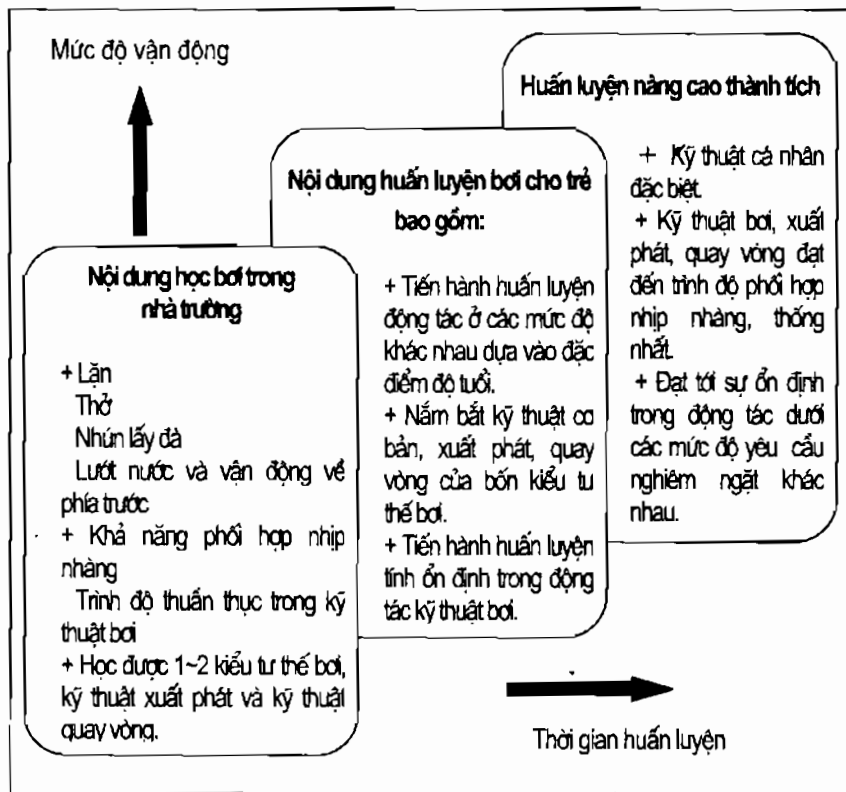 Mức độ vận động
Huấn luyện nâng cao thành tích
+ Kỹ thuật cá nhân
đặc biệt.
+ Kỹ thuật bơi, xuất
phát, quay vòng đạt
đến trình độ phối hợp
nhịp nhàng, thống
nhất.
+ Đạt tới sự ổn định
trong động tác dưới
các mức độ yêu cầu
nghiêm ngặt khác
nhau.
Nội dung huấn luyện bơi cho trẻ
bao gồm:
+ Tiến hành huấn luyện
động tác ở các mức độ
khác nhau dựa vào đặc
điểm độ tuổi.
+ Nắm bắt kỹ thuật cơ
bản, xuất phát, quay
vòng của bốn kiểu tư
thế bơi.
+ Tiến hành huấn luyện
tính ổn định trong động
tác kỹ thuật bơi.
Nội dung học bơi trong
nhà trường
+ Lặn
Thở
Nhún lấy đà
Lướt nước và vận động về
phía trước
+ Khả năng phối hợp nhịp
nhàng
Trình độ thuần thục trong kỹ
thuật bơi
+ Học được 1~2 kiểu tư thế bơi,
kỹ thuật xuất phát và kỹ thuật
quay vòng.
Thời gian huấn luyện